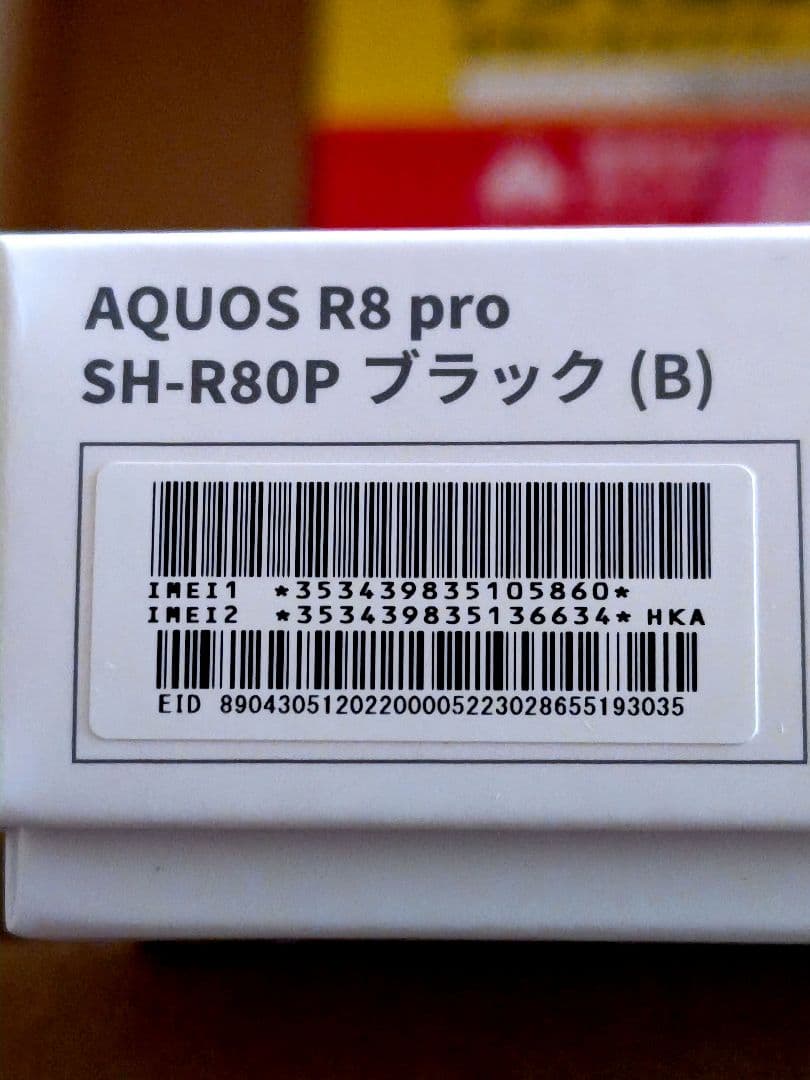 AQUOS R8 pro
SH-R80P ブラック (B)
IMEI1 *353439835105860*
IMEI2 *353439835136634* HKA
EID 89043051202200005223028655193035